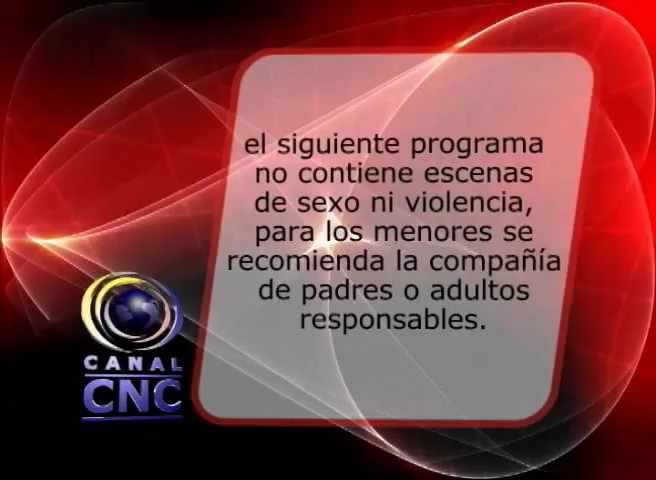 el siguiente programa
no contiene escenas
de sexo ni violencia,
para los menores se
recomienda la compañía
de padres o adultos
responsables.
CANAL
CNC